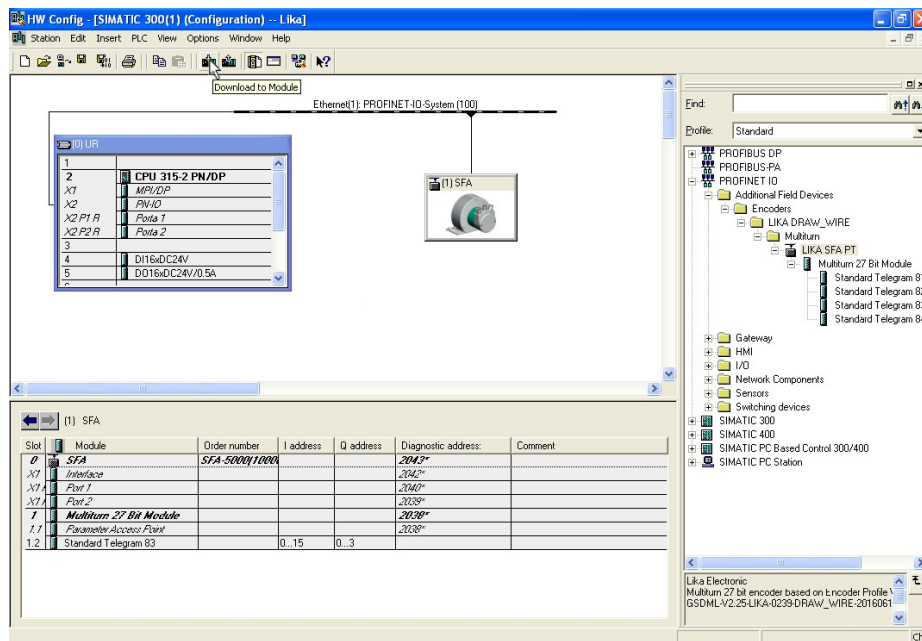 HW Config - [SIMATIC 300(1) (Configuration) -- Lika]
Station Edit Insert PLC View Options Window Help
Download to Module
Ethernet(1): PROFINET-IO-System (100)
(0) UR
1
2 CPU 315-2 PN/DP
X1 MPI/DP
X2 PN-IO
X2 P1 R Porta 1
X2 P2 R Porta 2
3
4 DI16xDC24V
5 DO16xDC24V/0.5A
(1) SFA
Find:
Profile: Standard
PROFIBUS DP
PROFIBUS-PA
PROFINET IO
Additional Field Devices
Encoders
LIKA DRAW_WIRE
Multiturn
LIKA SFA PT
Multiturn 27 Bit Module
Standard Telegram 81
Standard Telegram 82
Standard Telegram 83
Standard Telegram 84
Gateway
HMI
I/O
Network Components
Sensors
Switching devices
SIMATIC 300
SIMATIC 400
SIMATIC PC Based Control 300/400
SIMATIC PC Station
(1) SFA
Slot Module Order number I address Q address Diagnostic address: Comment
0 SFA SFA-5000(1000 2043*
X1 Interface 2042*
X1 Port 1 2040*
X1 Port 2 2039*
1 Multiturn 27 Bit Module 2038*
1.1 Parameter Access Point 2038*
1.2 Standard Telegram 83 0...15 0...3
Lika Electronic
Multiturn 27 bit encoder based on Encoder Profile V
GSDML-V2.25-LIKA-0239-DRAW_WIRE-2016061